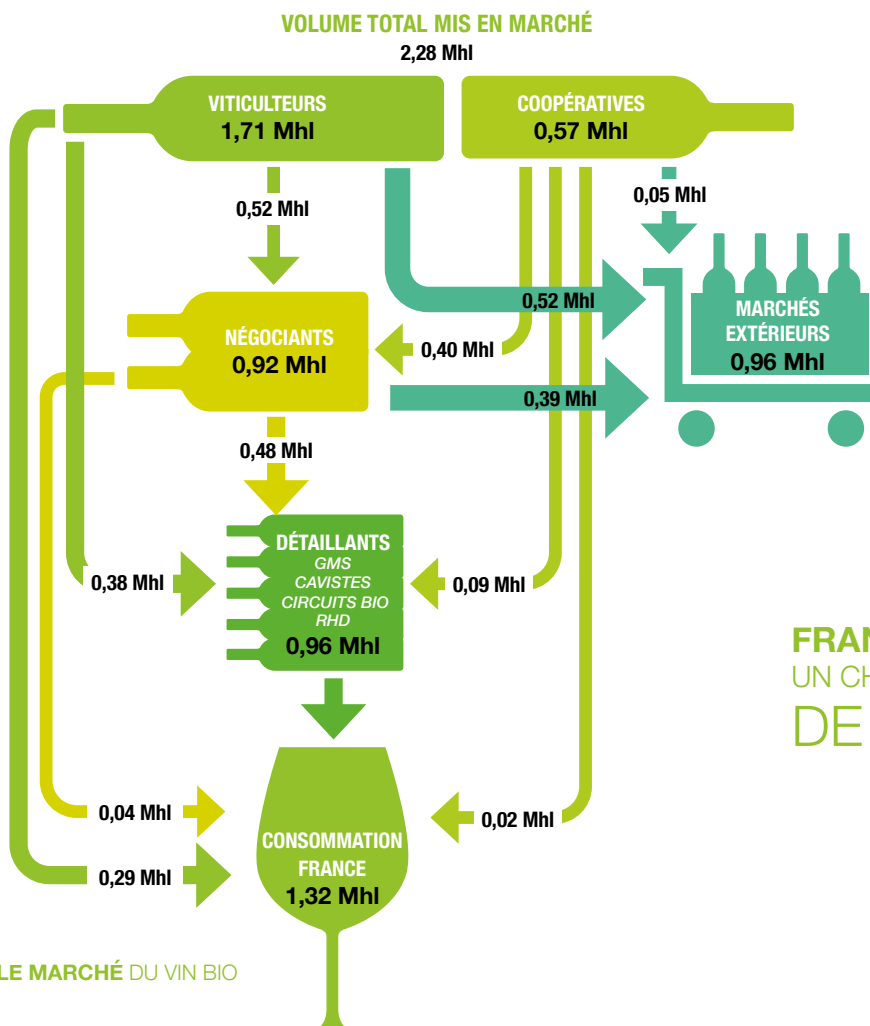 VOLUME TOTAL MIS EN MARCHÉ
2,28 Mhl
VITICULTEURS
1,71 Mhl
COOPÉRATIVES
0,57 Mhl
0,52 Mhl
0,05 Mhl
0,52 Mhl
MARCHÉS
EXTÉRIEURS
0,96 Mhl
NÉGOCIANTS
0,92 Mhl
0,40 Mhl
0,39 Mhl
0,48 Mhl
DÉTAILLANTS
GMS
CAVISTES
CIRCUITS BIO
RHD
0,96 Mhl
0,38 Mhl
0,09 Mhl
FRAN
UN CH
DE
0,04 Mhl
0,02 Mhl
CONSOMMATION
FRANCE
1,32 Mhl
0,29 Mhl
LE MARCHÉ DU VIN BIO